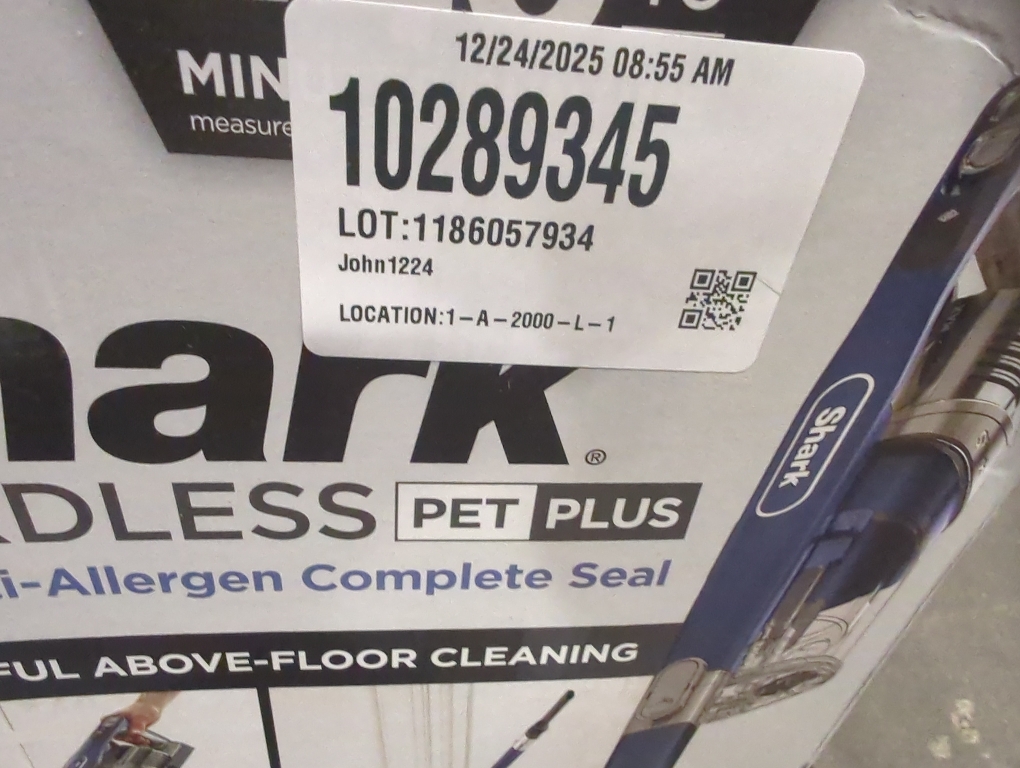 MIN
measure
12/24/2025 08:55 AM
10289345
LOT:1186057934
John1224
LOCATION:1-A-2000-L-1
hark®
DLESS PET PLUS
i-Allergen Complete Seal
FUL ABOVE-FLOOR CLEANING
Shark